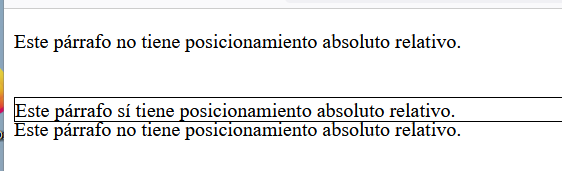 Este párrafo no tiene posicionamiento absoluto relativo.
Este párrafo sí tiene posicionamiento absoluto relativo.
Este párrafo no tiene posicionamiento absoluto relativo.